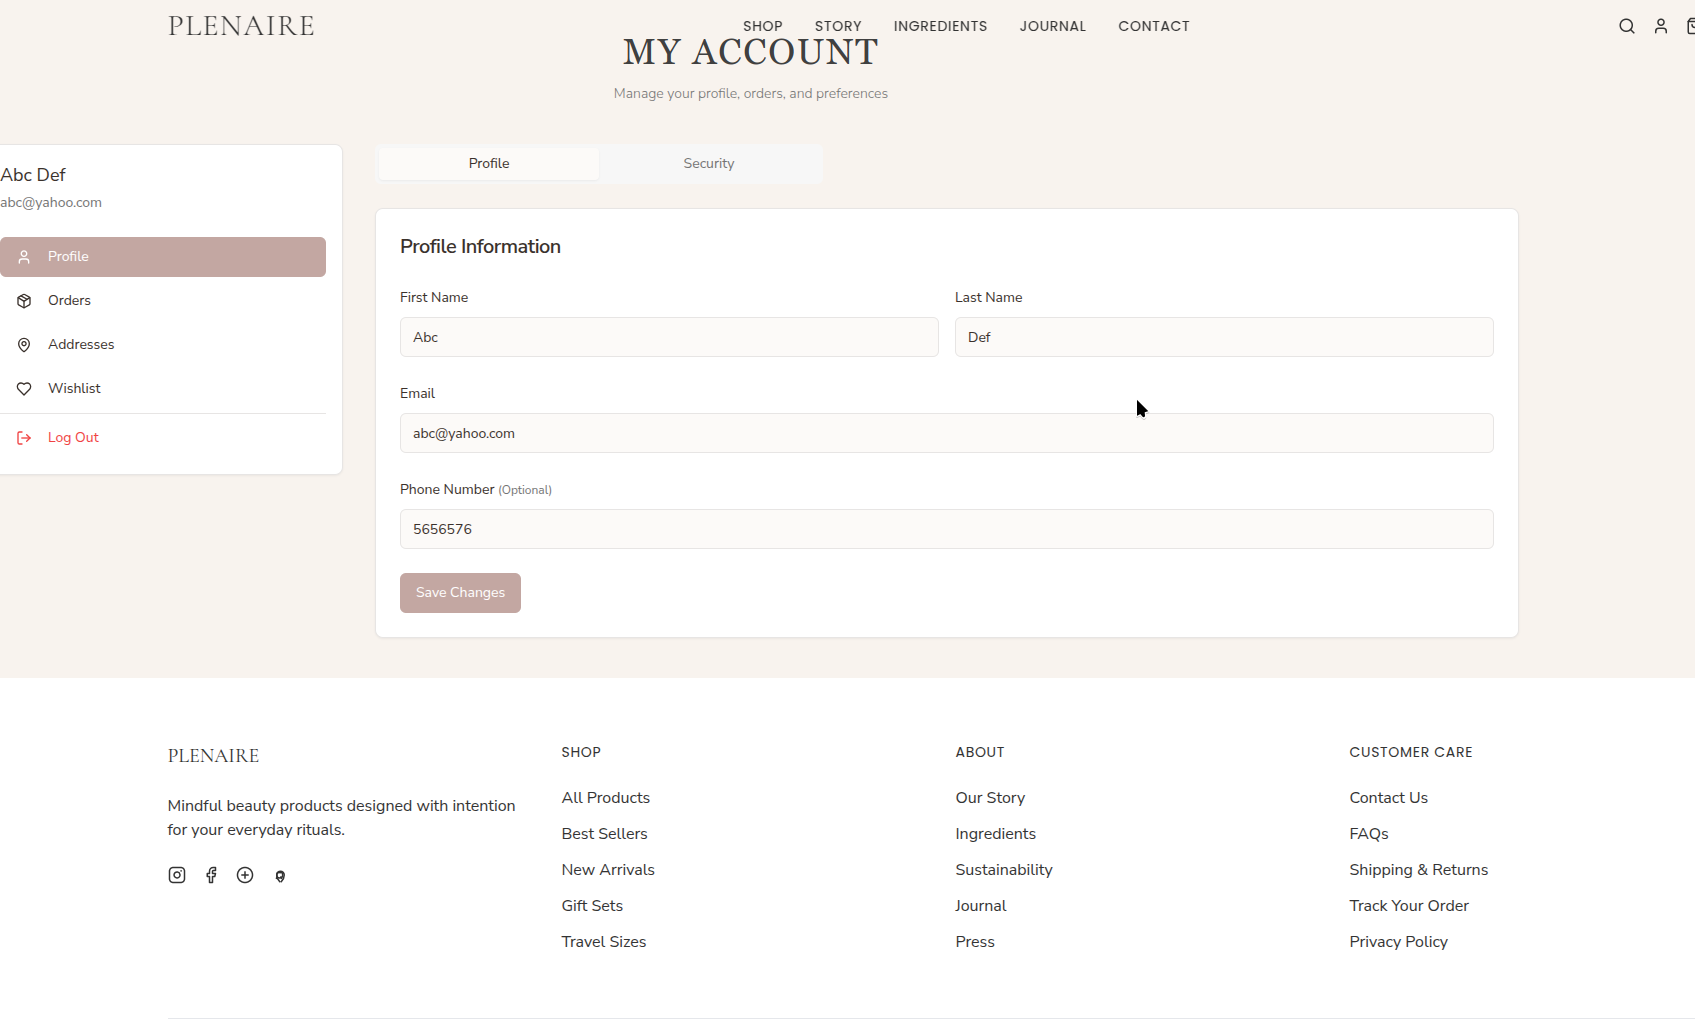 PLENAIRE
SHOP STORY INGREDIENTS JOURNAL CONTACT
MY ACCOUNT
Manage your profile, orders, and preferences
Abc Def
abc@yahoo.com
Profile
Orders
Addresses
Wishlist
Log Out
Profile Security
Profile Information
First Name Last Name
Abc Def
Email
abc@yahoo.com
Phone Number (Optional)
5656576
Save Changes
PLENAIRE
Mindful beauty products designed with intention
for your everyday rituals.
SHOP
All Products
Best Sellers
New Arrivals
Gift Sets
Travel Sizes
ABOUT
Our Story
Ingredients
Sustainability
Journal
Press
CUSTOMER CARE
Contact Us
FAQs
Shipping & Returns
Track Your Order
Privacy Policy